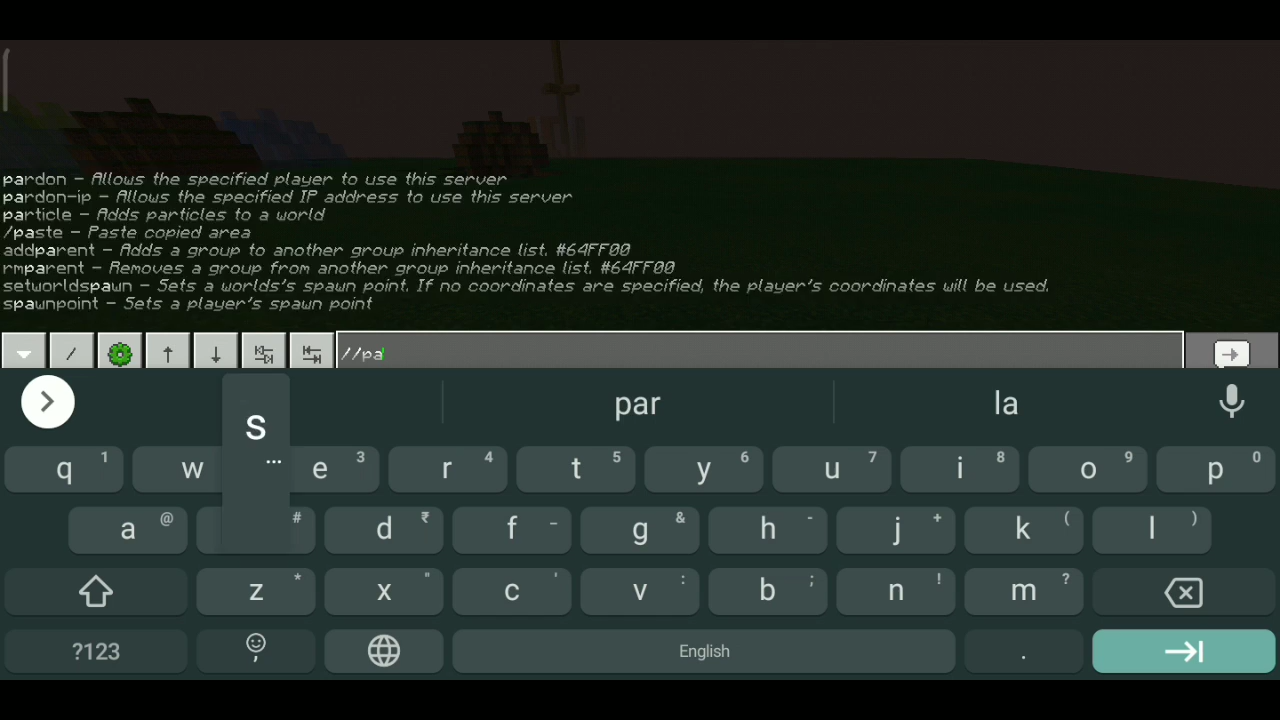 pardon - Allows the specified player to use this server
pardon-ip - Allows the specified IP address to use this server
particle - Adds particles to a world
/paste - Paste copied area
addparent - Adds a group to another group inheritance list. #64FF00
rmparent - Removes a group from another group inheritance list. #64FF00
setworldspawn - Sets a worlds's spawn point. If no coordinates are specified, the player's coordinates will be used.
spawnpoint - Sets a player's spawn point
/ //pa
s ... par la
q 1 w e 3 r 4 t 5 y 6 u 7 i 8 o 9 p 0
a @ # d ₹ f _ g & h - j + k ( l )
z * x " c ' v : b ; n ! m ?
?123 , English .